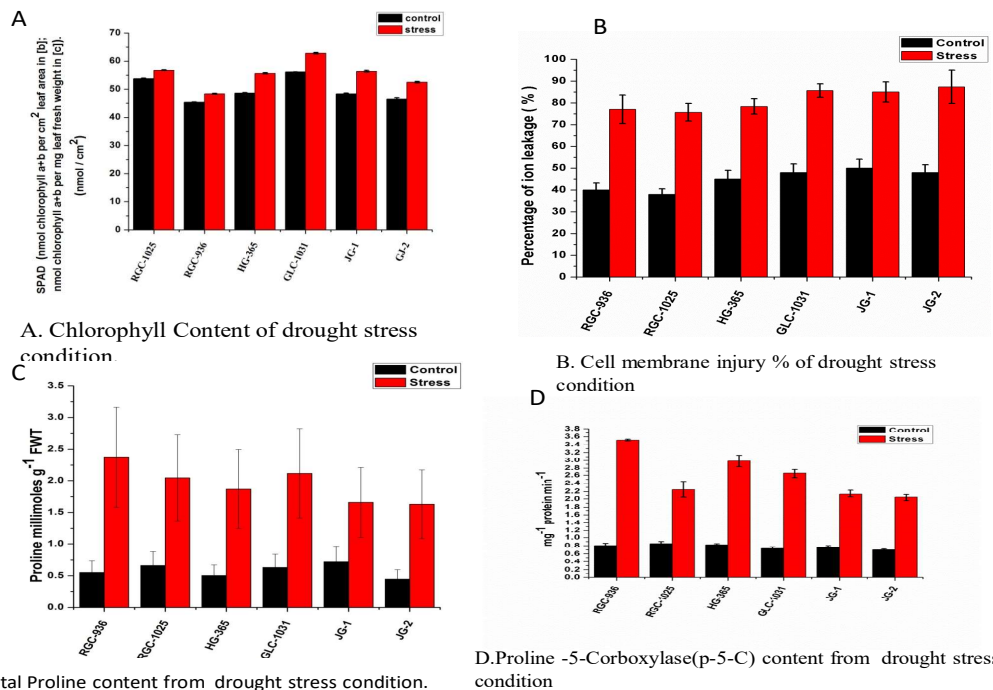 A
control
stress
SPAD (nmol chlorophyll a+b per cm2 leaf area in [b];
nmol chlorophyll a+b per mg leaf fresh weight in [c]).
(nmol / cm2)
70
60
50
40
30
20
10
0
RGC-1025
RGC-936
HG-365
GLC-1031
JG-1
GJ-2
A. Chlorophyll Content of drought stress
condition.
B
Control
Stress
Percentage of ion leakage ( % )
100
90
80
70
60
50
40
30
20
10
0
RGC-936
RGC-1025
HG-365
GLC-1031
JG-1
JG-2
B. Cell membrane injury % of drought stress
condition
C
Control
Stress
Proline millimoles g-1 FWT
3.5
3.0
2.5
2.0
1.5
1.0
0.5
0.0
RGC-936
RGC-1025
HG-365
GLC-1031
JG-1
JG-2
tal Proline content from drought stress condition.
D
Control
Stress
mg-1 protein min-1
3.8
3.6
3.4
3.2
3.0
2.8
2.6
2.4
2.2
2.0
1.8
1.6
1.4
1.2
1.0
0.8
0.6
0.4
0.2
0.0
RGC-936
RGC-1025
HG-365
GLC-1031
JG-1
JG-2
D.Proline -5-Corboxylase(p-5-C) content from drought stres
condition